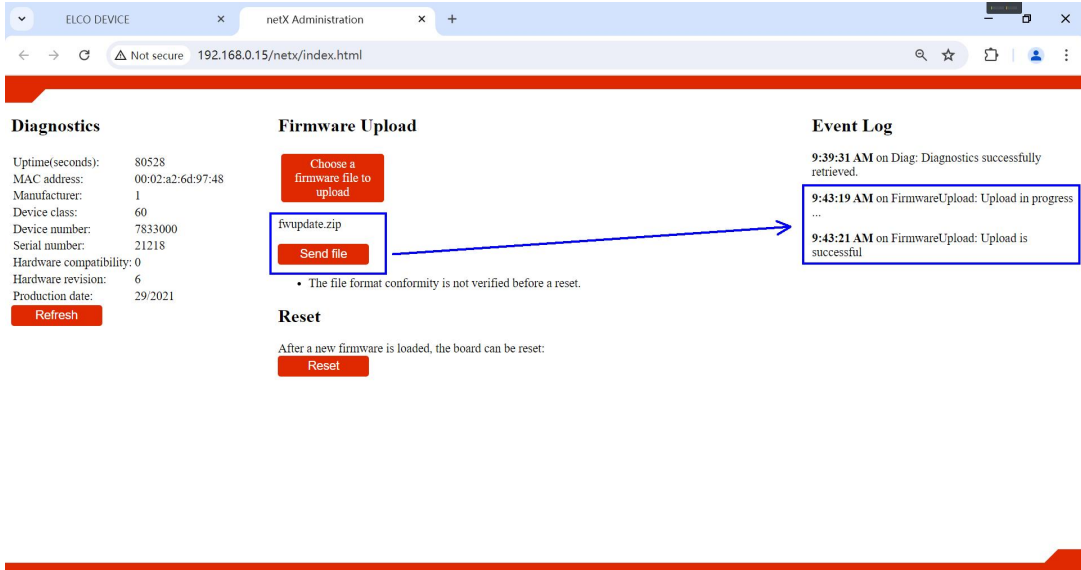 ELCO DEVICE
netX Administration
Not secure 192.168.0.15/netx/index.html
Diagnostics
Uptime(seconds): 80528
MAC address: 00:02:a2:6d:97:48
Manufacturer: 1
Device class: 60
Device number: 7833000
Serial number: 21218
Hardware compatibility: 0
Hardware revision: 6
Production date: 29/2021
Refresh
Firmware Upload
Choose a
firmware file to
upload
fwupdate.zip
Send file
• The file format conformity is not verified before a reset.
Reset
After a new firmware is loaded, the board can be reset:
Reset
Event Log
9:39:31 AM on Diag: Diagnostics successfully
retrieved.
9:43:19 AM on FirmwareUpload: Upload in progress
...
9:43:21 AM on FirmwareUpload: Upload is
successful